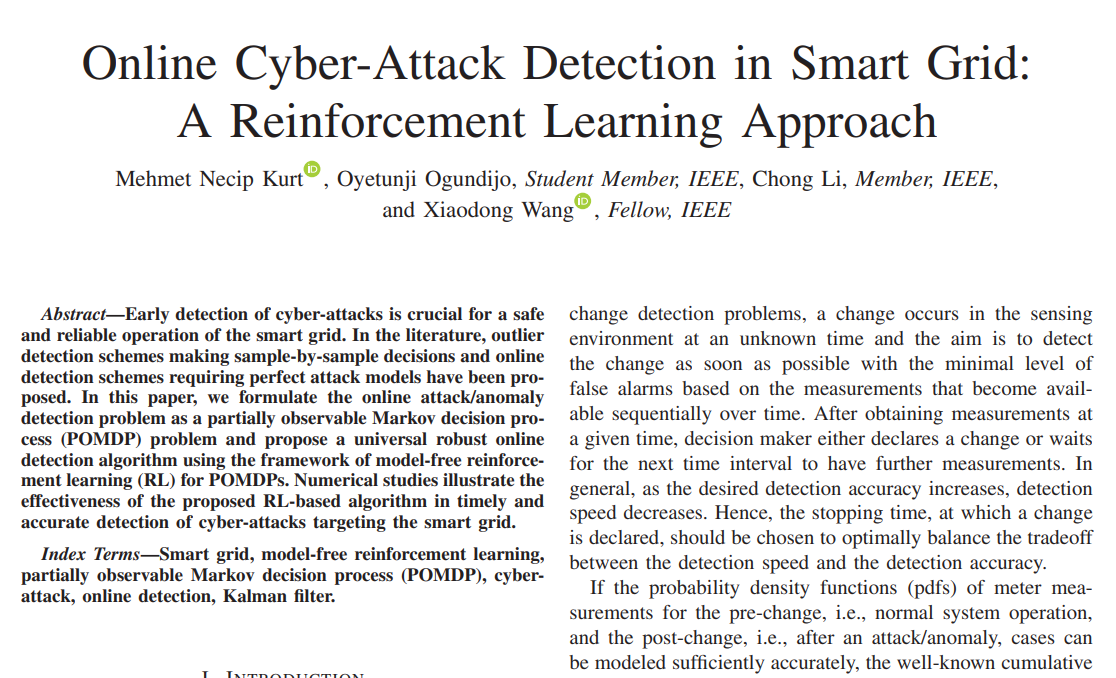 Online Cyber-Attack Detection in Smart Grid:
A Reinforcement Learning Approach
Mehmet Necip Kurt iD, Oyetunji Ogundijo, Student Member, IEEE, Chong Li, Member, IEEE,
and Xiaodong Wang iD, Fellow, IEEE
Abstract—Early detection of cyber-attacks is crucial for a safe
and reliable operation of the smart grid. In the literature, outlier
detection schemes making sample-by-sample decisions and online
detection schemes requiring perfect attack models have been pro-
posed. In this paper, we formulate the online attack/anomaly
detection problem as a partially observable Markov decision pro-
cess (POMDP) problem and propose a universal robust online
detection algorithm using the framework of model-free reinforce-
ment learning (RL) for POMDPs. Numerical studies illustrate the
effectiveness of the proposed RL-based algorithm in timely and
accurate detection of cyber-attacks targeting the smart grid.
Index Terms—Smart grid, model-free reinforcement learning,
partially observable Markov decision process (POMDP), cyber-
attack, online detection, Kalman filter.
I. INTRODUCTION
change detection problems, a change occurs in the sensing
environment at an unknown time and the aim is to detect
the change as soon as possible with the minimal level of
false alarms based on the measurements that become avail-
able sequentially over time. After obtaining measurements at
a given time, decision maker either declares a change or waits
for the next time interval to have further measurements. In
general, as the desired detection accuracy increases, detection
speed decreases. Hence, the stopping time, at which a change
is declared, should be chosen to optimally balance the tradeoff
between the detection speed and the detection accuracy.
If the probability density functions (pdfs) of meter mea-
surements for the pre-change, i.e., normal system operation,
and the post-change, i.e., after an attack/anomaly, cases can
be modeled sufficiently accurately, the well-known cumulative